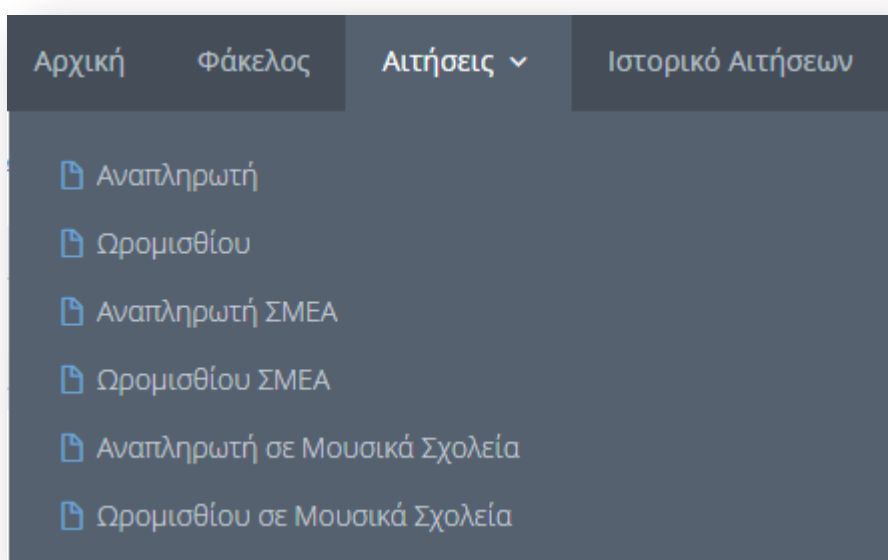 Αρχική Φάκελος Αιτήσεις Ιστορικό Αιτήσεων
Αναπληρωτή
Ωρομισθίου
Αναπληρωτή ΣΜΕΑ
Ωρομισθίου ΣΜΕΑ
Αναπληρωτή σε Μουσικά Σχολεία
Ωρομισθίου σε Μουσικά Σχολεία